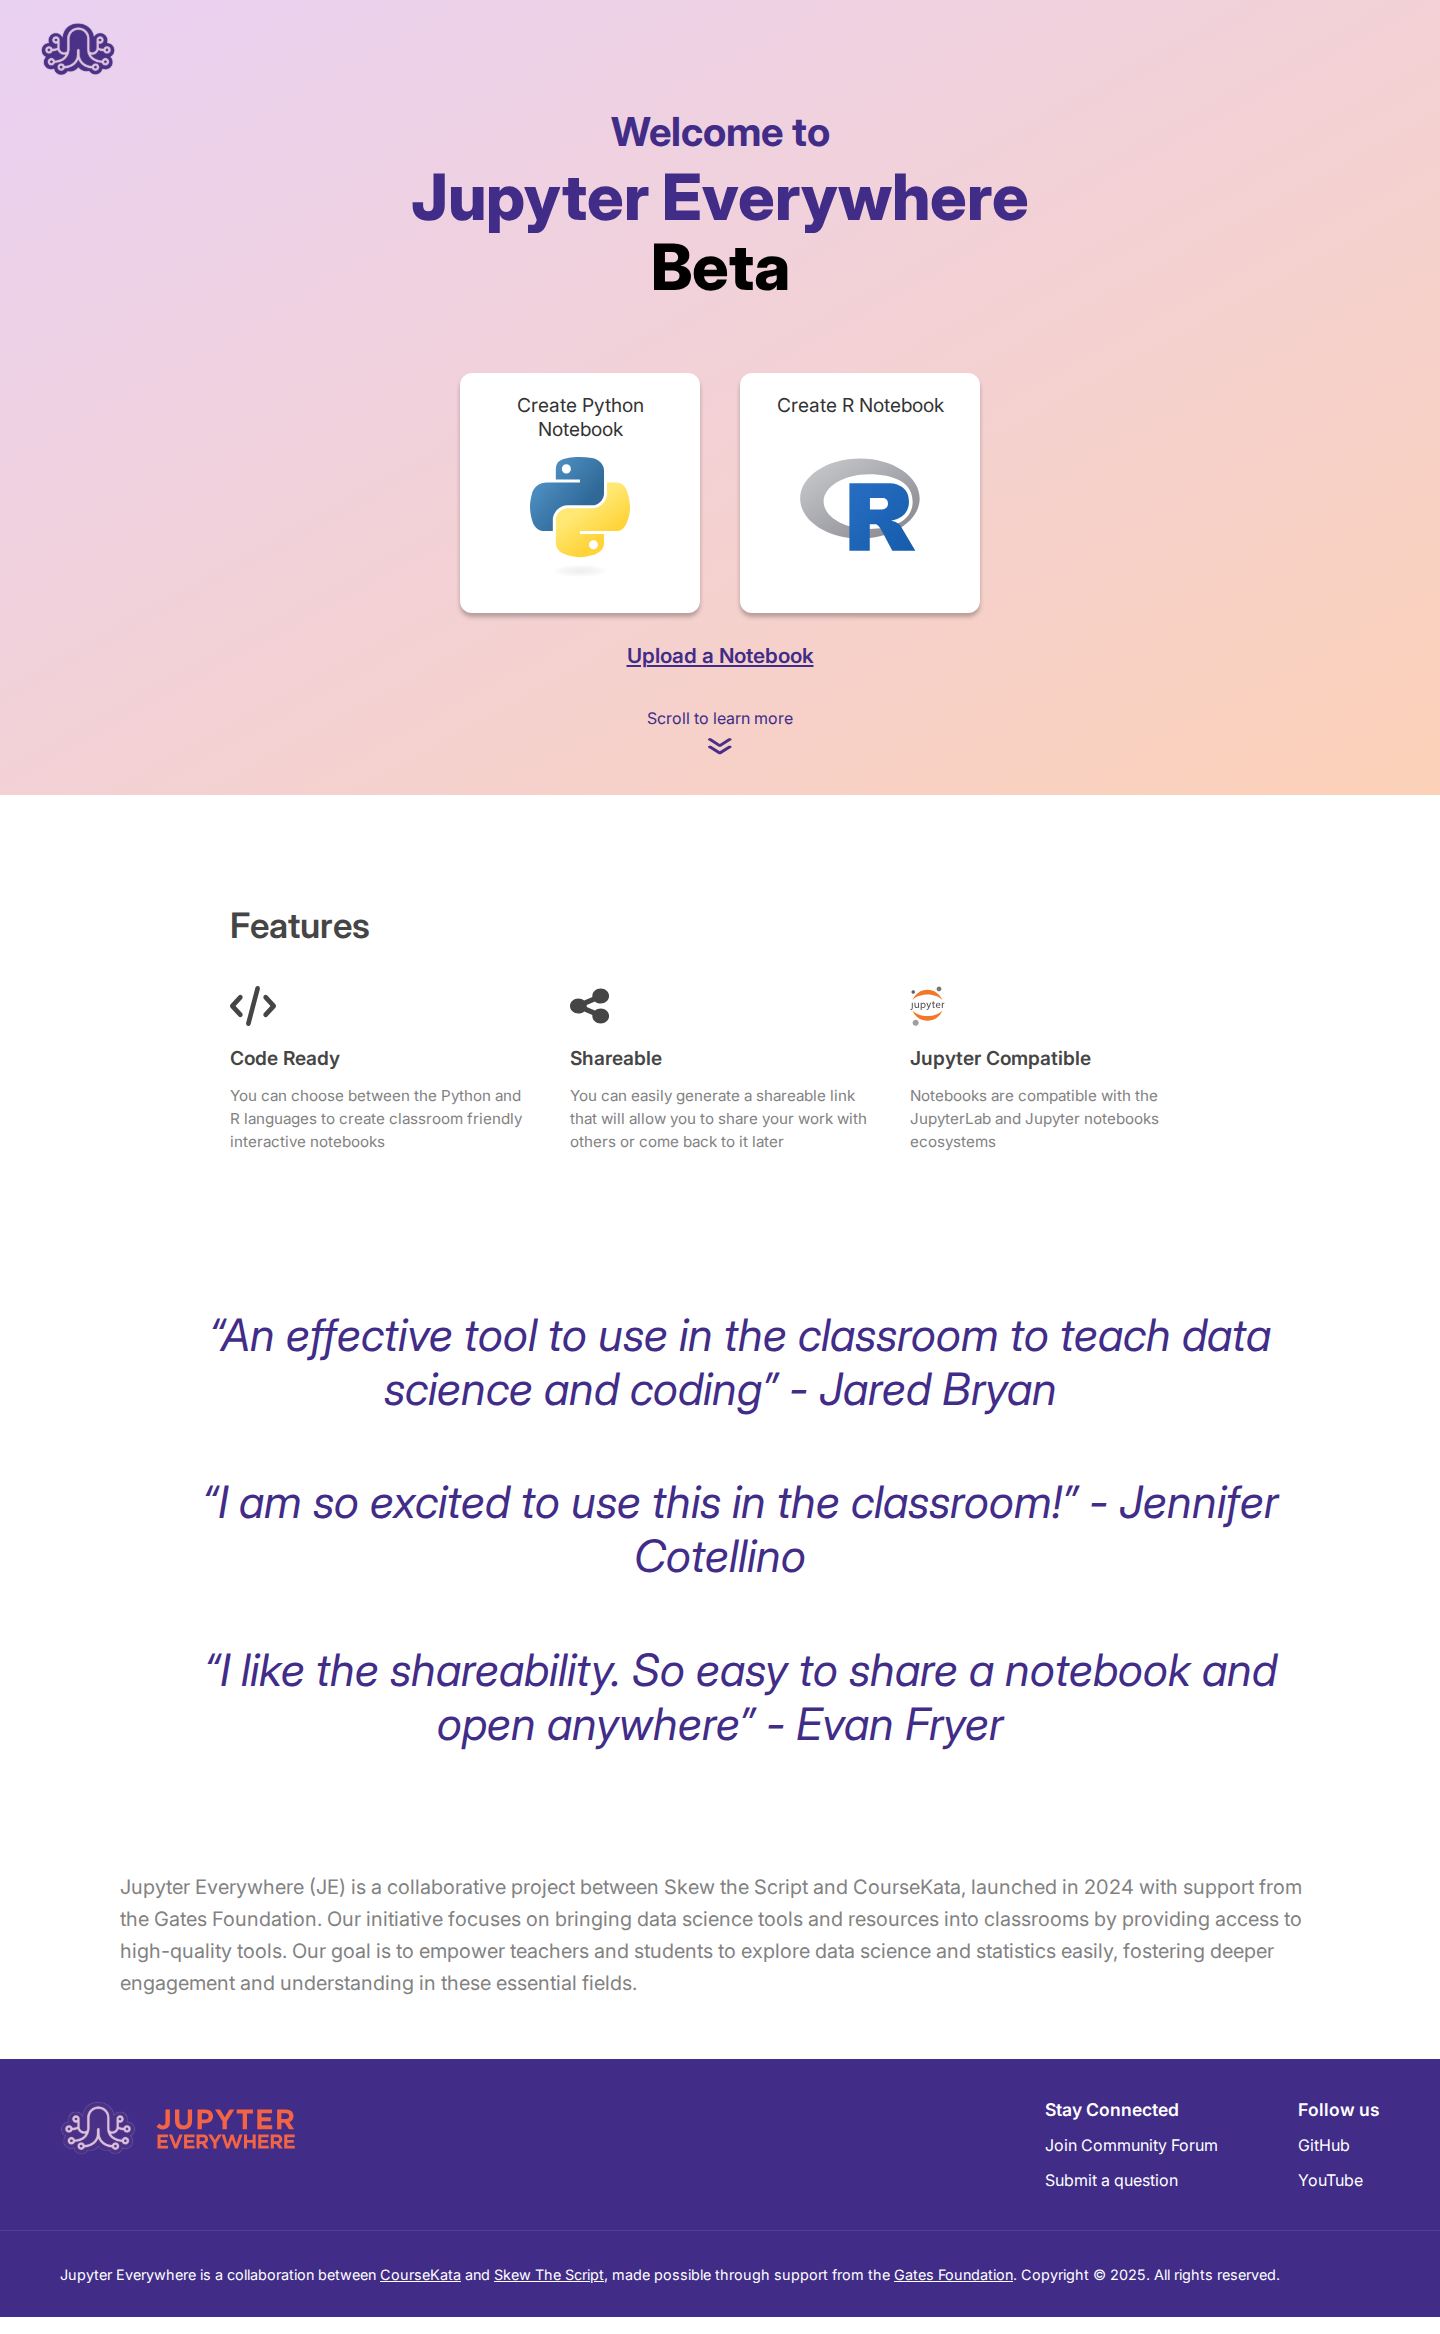 Welcome to
Jupyter Everywhere
Beta
Create Python
Notebook
Create R Notebook
R
Upload a Notebook
Scroll to learn more
Features
jupyter
Code Ready
You can choose between the Python and
R languages to create classroom friendly
interactive notebooks
Shareable
You can easily generate a shareable link
that will allow you to share your work with
others or come back to it later
Jupyter Compatible
Notebooks are compatible with the
JupyterLab and Jupyter notebooks
ecosystems
“An effective tool to use in the classroom to teach data
science and coding” - Jared Bryan
“I am so excited to use this in the classroom!” - Jennifer
Cotellino
“I like the shareability. So easy to share a notebook and
open anywhere” - Evan Fryer
Jupyter Everywhere (JE) is a collaborative project between Skew the Script and CourseKata, launched in 2024 with support from
the Gates Foundation. Our initiative focuses on bringing data science tools and resources into classrooms by providing access to
high-quality tools. Our goal is to empower teachers and students to explore data science and statistics easily, fostering deeper
engagement and understanding in these essential fields.
JUPYTER
EVERYWHERE
Stay Connected
Join Community Forum
Submit a question
Follow us
GitHub
YouTube
Jupyter Everywhere is a collaboration between CourseKata and Skew The Script, made possible through support from the Gates Foundation. Copyright © 2025. All rights reserved.